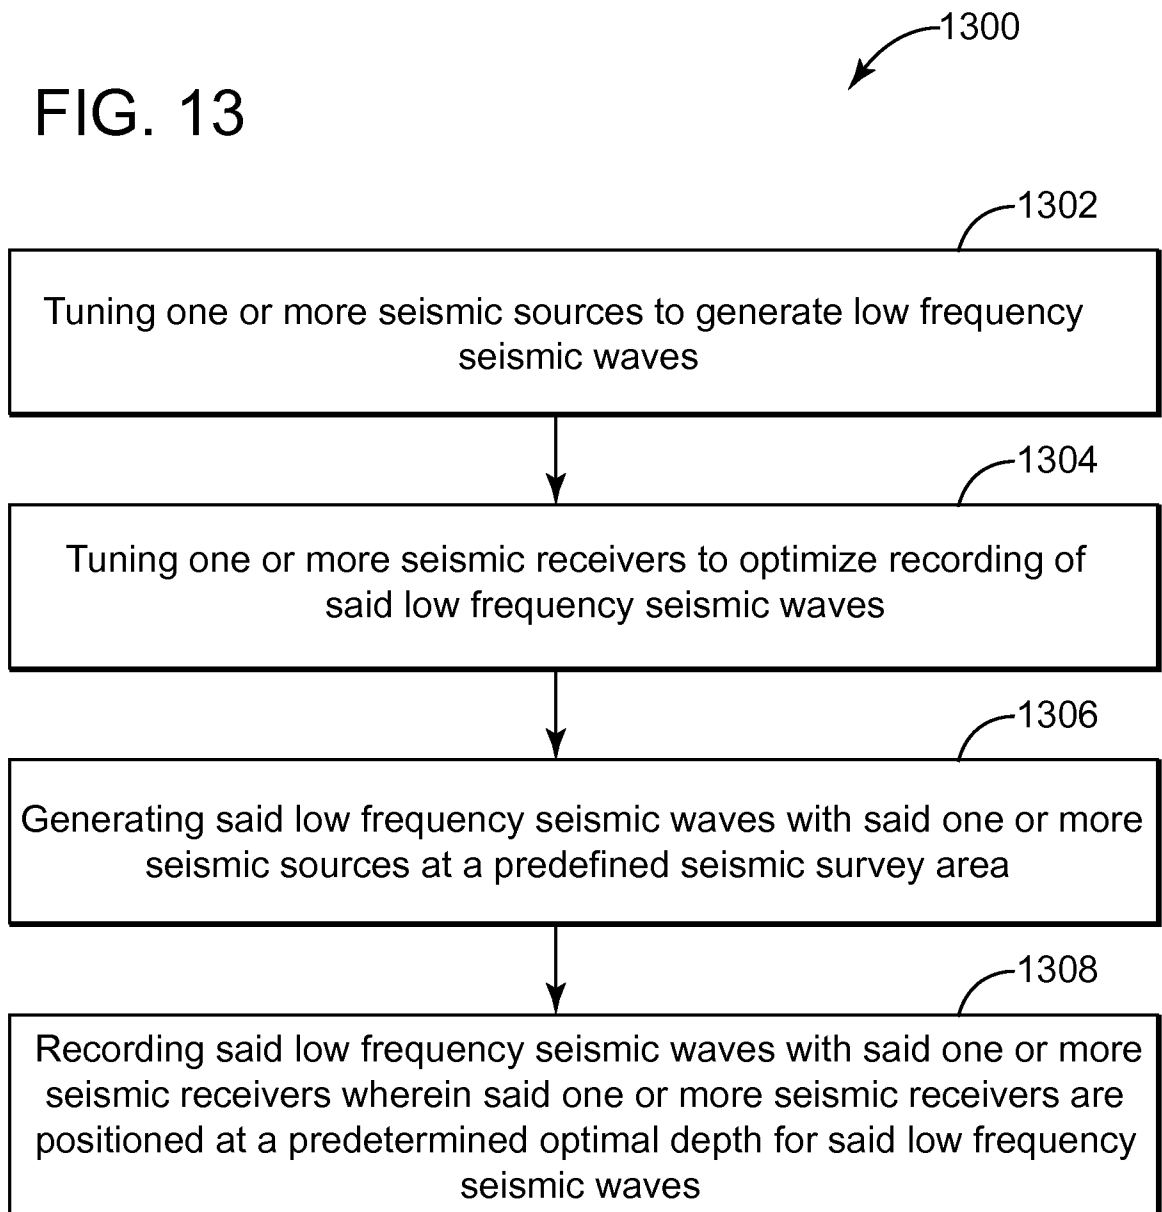 1300
FIG. 13
1302
Tuning one or more seismic sources to generate low frequency
seismic waves
1304
Tuning one or more seismic receivers to optimize recording of
said low frequency seismic waves
1306
Generating said low frequency seismic waves with said one or more
seismic sources at a predefined seismic survey area
1308
Recording said low frequency seismic waves with said one or more
seismic receivers wherein said one or more seismic receivers are
positioned at a predetermined optimal depth for said low frequency
seismic waves